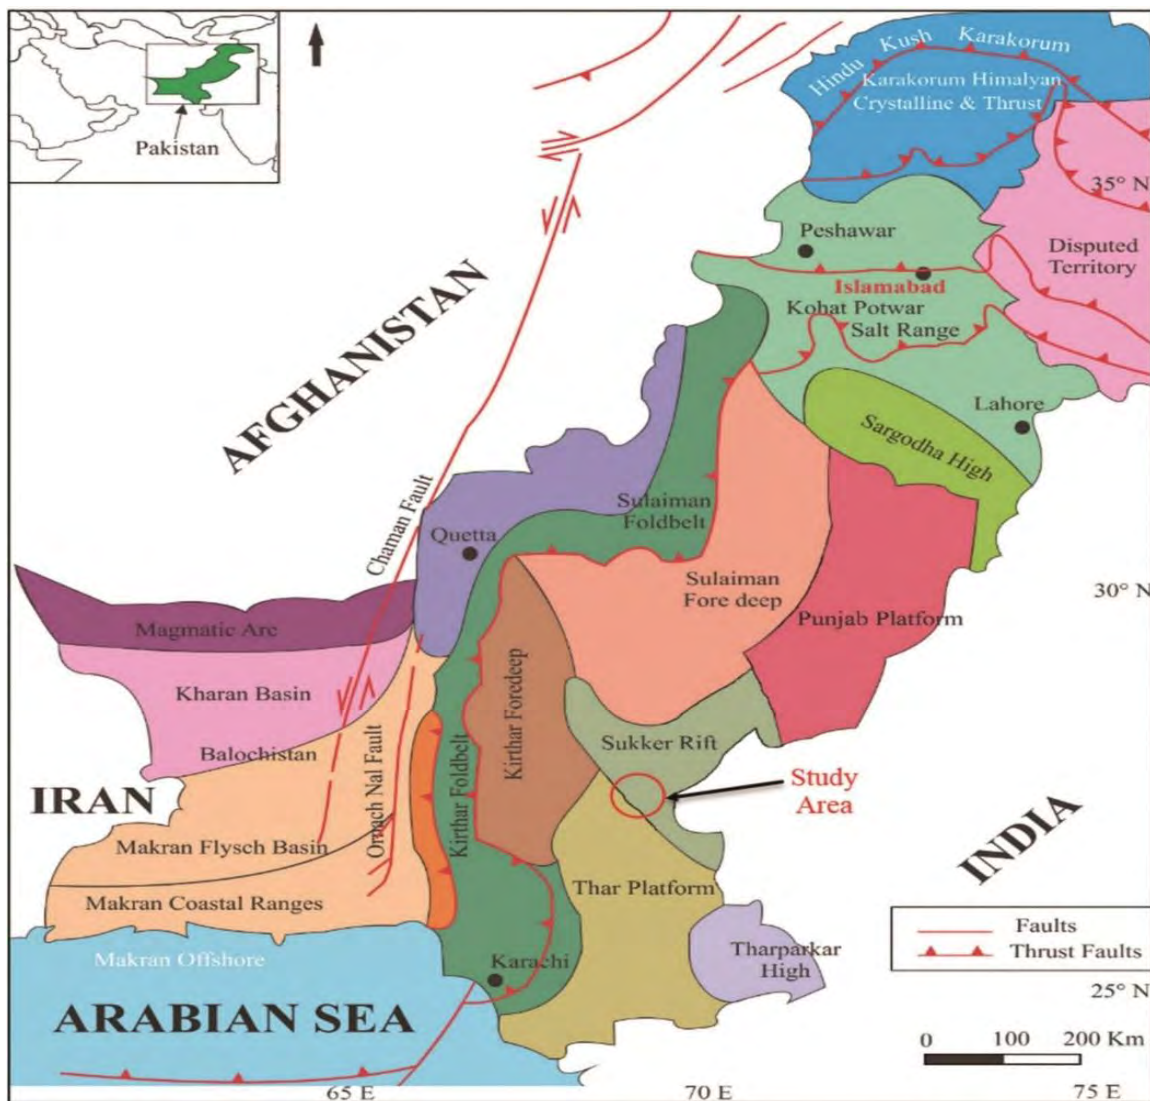 Pakistan
Hindu Kush Karakorum
Karakorum Himalyan
Crystalline & Thrust
35° N
Peshawar
Disputed
Territory
Islamabad
Kohat Potwar
Salt Range
AFGHANISTAN
Lahore
Sargodha High
Chaman Fault
Sulaiman
Foldbelt
Quetta
Sulaiman
Fore deep
30° N
Punjab Platform
Magmatic Arc
Kharan Basin
Kirthar Foredeep
Sukker Rift
Balochistan
Study
Area
IRAN
Ornach Nal Fault
Kirthar Foldbelt
INDIA
Makran Flysch Basin
Thar Platform
Makran Coastal Ranges
Faults
Thrust Faults
Tharparkar
High
Makran Offshore
Karachi
25° N
ARABIAN SEA
0 100 200 Km
65 E 70 E 75 E